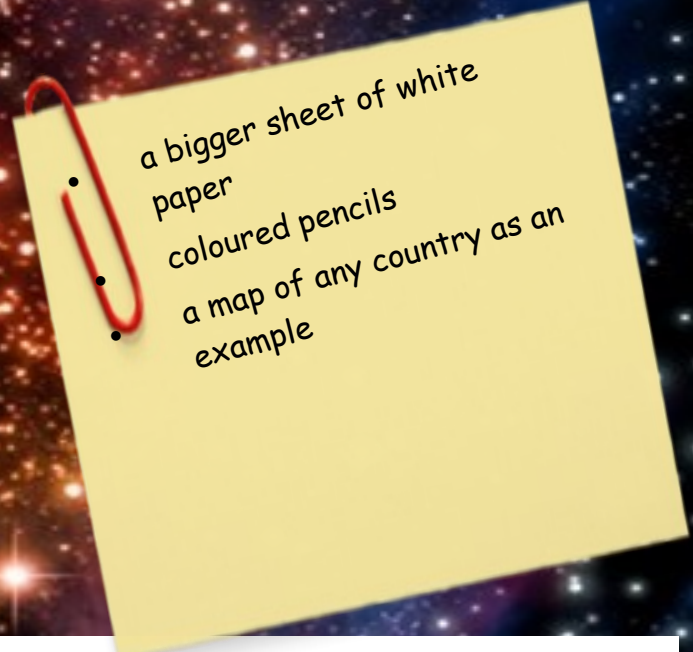 a bigger sheet of white
paper
coloured pencils
a map of any country as an
example